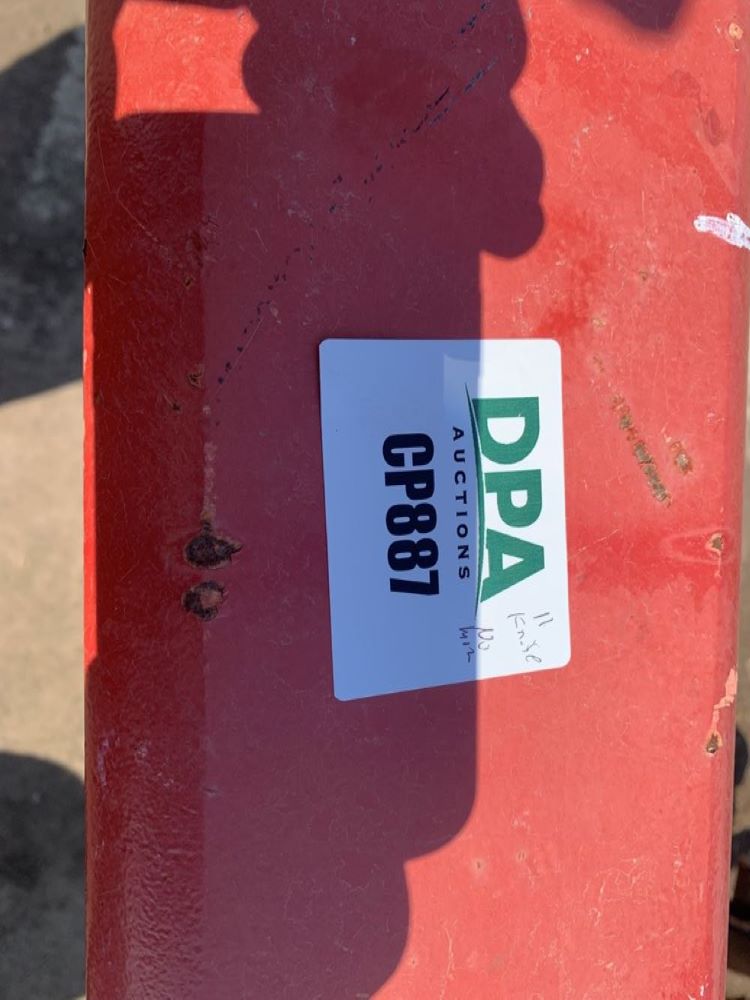 DPA
AUCTIONS
CP887
11
Knife
No